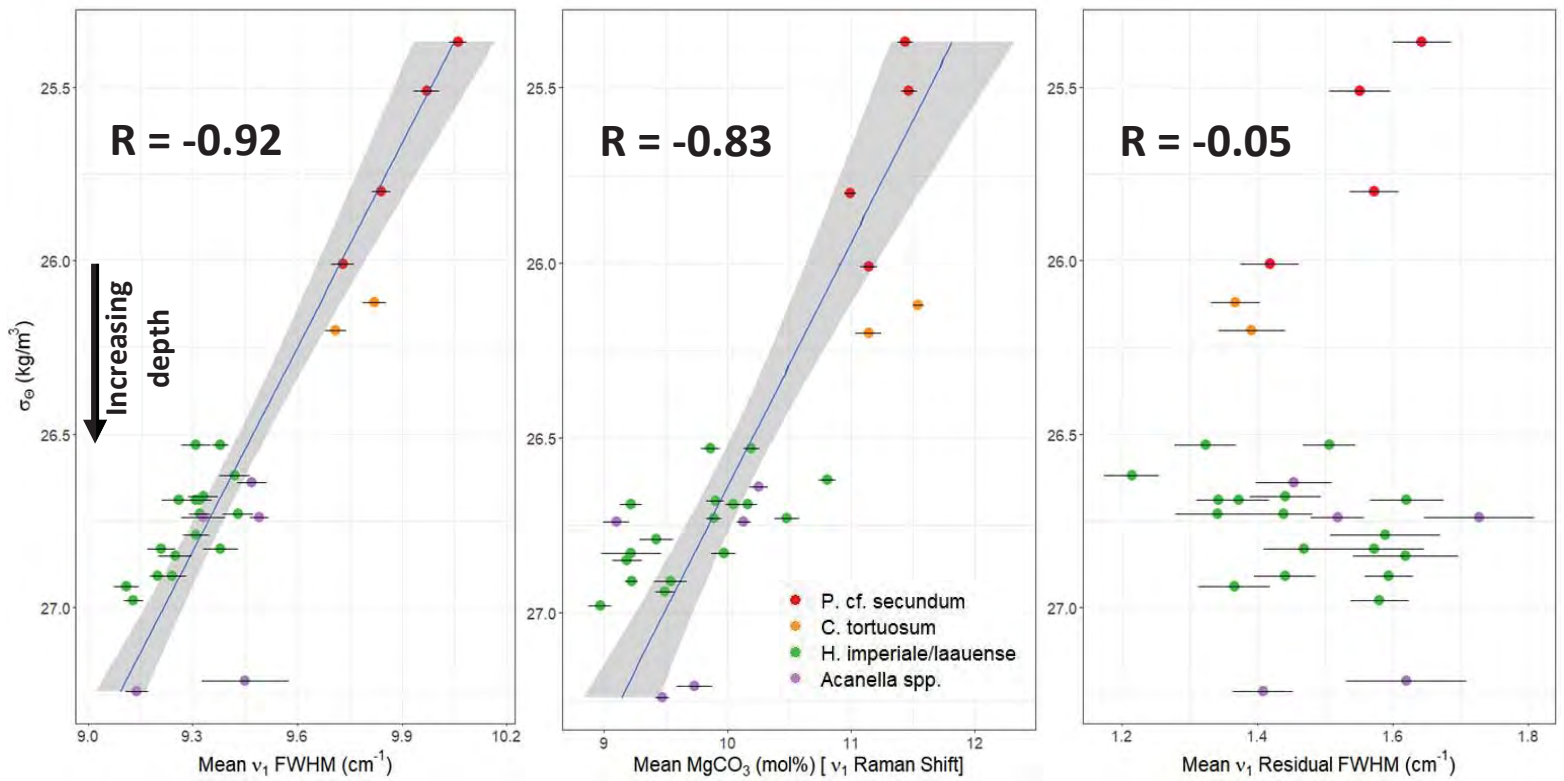 R = -0.92
R = -0.83
R = -0.05
25.5
26.0
26.5
27.0
σΘ (kg/m³)
Increasing
depth
9.0 9.3 9.6 9.9 10.2
Mean ν₁ FWHM (cm⁻¹)
25.5
26.0
26.5
27.0
P. cf. secundum
C. tortuosum
H. imperiale/laauense
Acanella spp.
9 10 11 12
Mean MgCO₃ (mol%) [ ν₁ Raman Shift]
25.5
26.0
26.5
27.0
1.2 1.4 1.6 1.8
Mean ν₁ Residual FWHM (cm⁻¹)